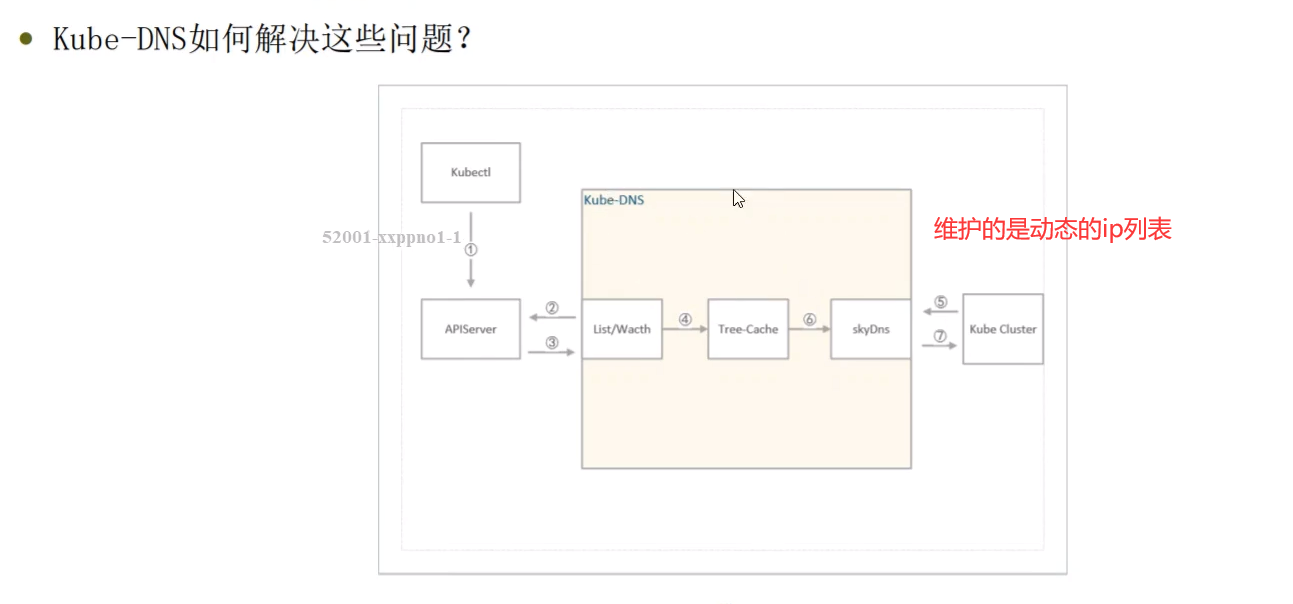 Kube-DNS如何解决这些问题？
Kubectl
Kube-DNS
52001-xxppno1-1
①
维护的是动态的ip列表
APIServer
②
③
List/Wacth
④
Tree-Cache
⑥
skyDns
⑤
⑦
Kube Cluster